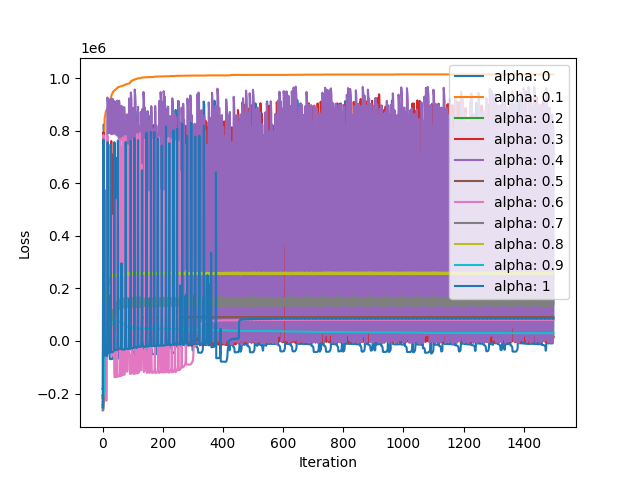 1e6
1.0
0.8
0.6
0.4
0.2
0.0
−0.2
Loss
0
200
400
600
800
1000
1200
1400
Iteration
alpha: 0
alpha: 0.1
alpha: 0.2
alpha: 0.3
alpha: 0.4
alpha: 0.5
alpha: 0.6
alpha: 0.7
alpha: 0.8
alpha: 0.9
alpha: 1